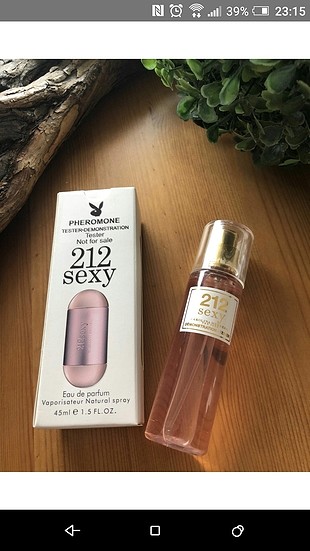 39%
23:15
PHEROMONE
TESTER-DEMONSTRATION
Tester
Not for sale
212
sexy
Eau de parfum
Vaporisateur Natural spray
45ml e 1.5 FL.OZ.
212
sexy